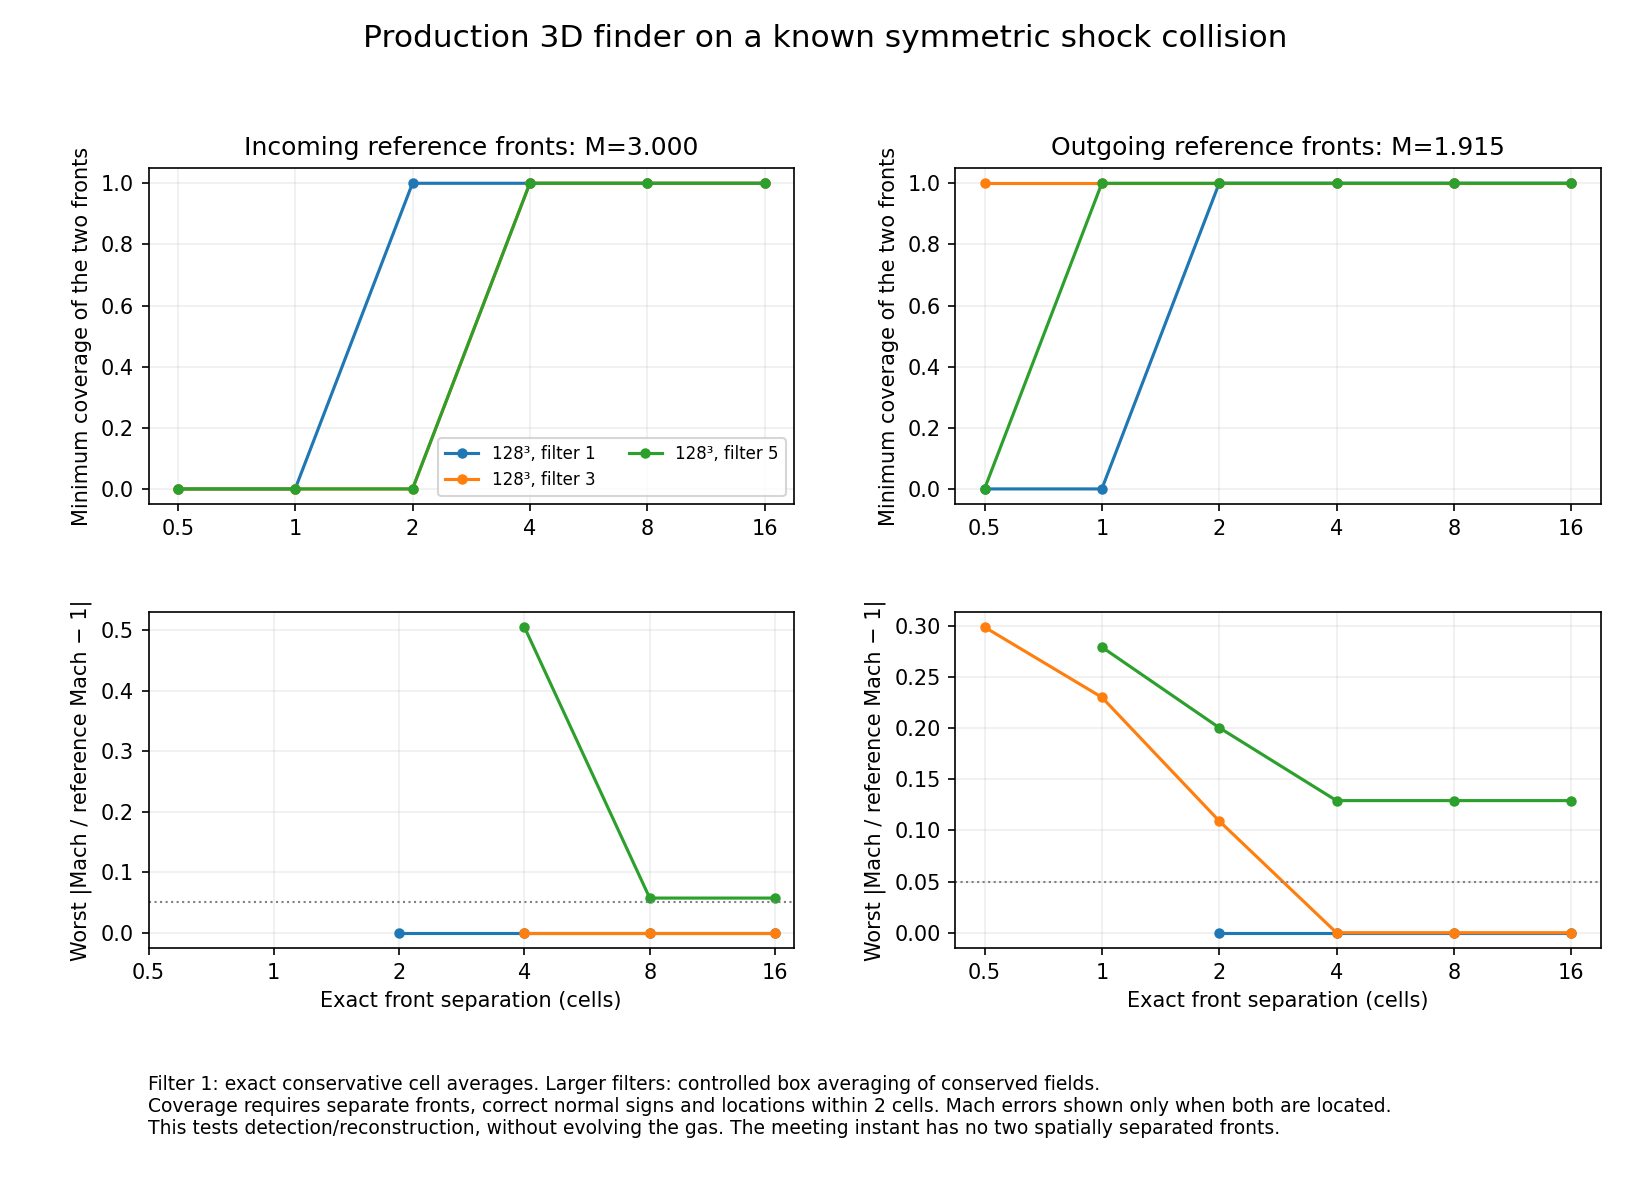 Production 3D finder on a known symmetric shock collision
Incoming reference fronts: M=3.000
Minimum coverage of the two fronts
1.0
0.8
0.6
0.4
0.2
0.0
0.5 1 2 4 8 16
128³, filter 1
128³, filter 3
128³, filter 5
Outgoing reference fronts: M=1.915
Minimum coverage of the two fronts
1.0
0.8
0.6
0.4
0.2
0.0
0.5 1 2 4 8 16
Worst |Mach / reference Mach − 1|
0.5
0.4
0.3
0.2
0.1
0.0
0.5 1 2 4 8 16
Exact front separation (cells)
Worst |Mach / reference Mach − 1|
0.30
0.25
0.20
0.15
0.10
0.05
0.00
0.5 1 2 4 8 16
Exact front separation (cells)
Filter 1: exact conservative cell averages. Larger filters: controlled box averaging of conserved fields.
Coverage requires separate fronts, correct normal signs and locations within 2 cells. Mach errors shown only when both are located.
This tests detection/reconstruction, without evolving the gas. The meeting instant has no two spatially separated fronts.